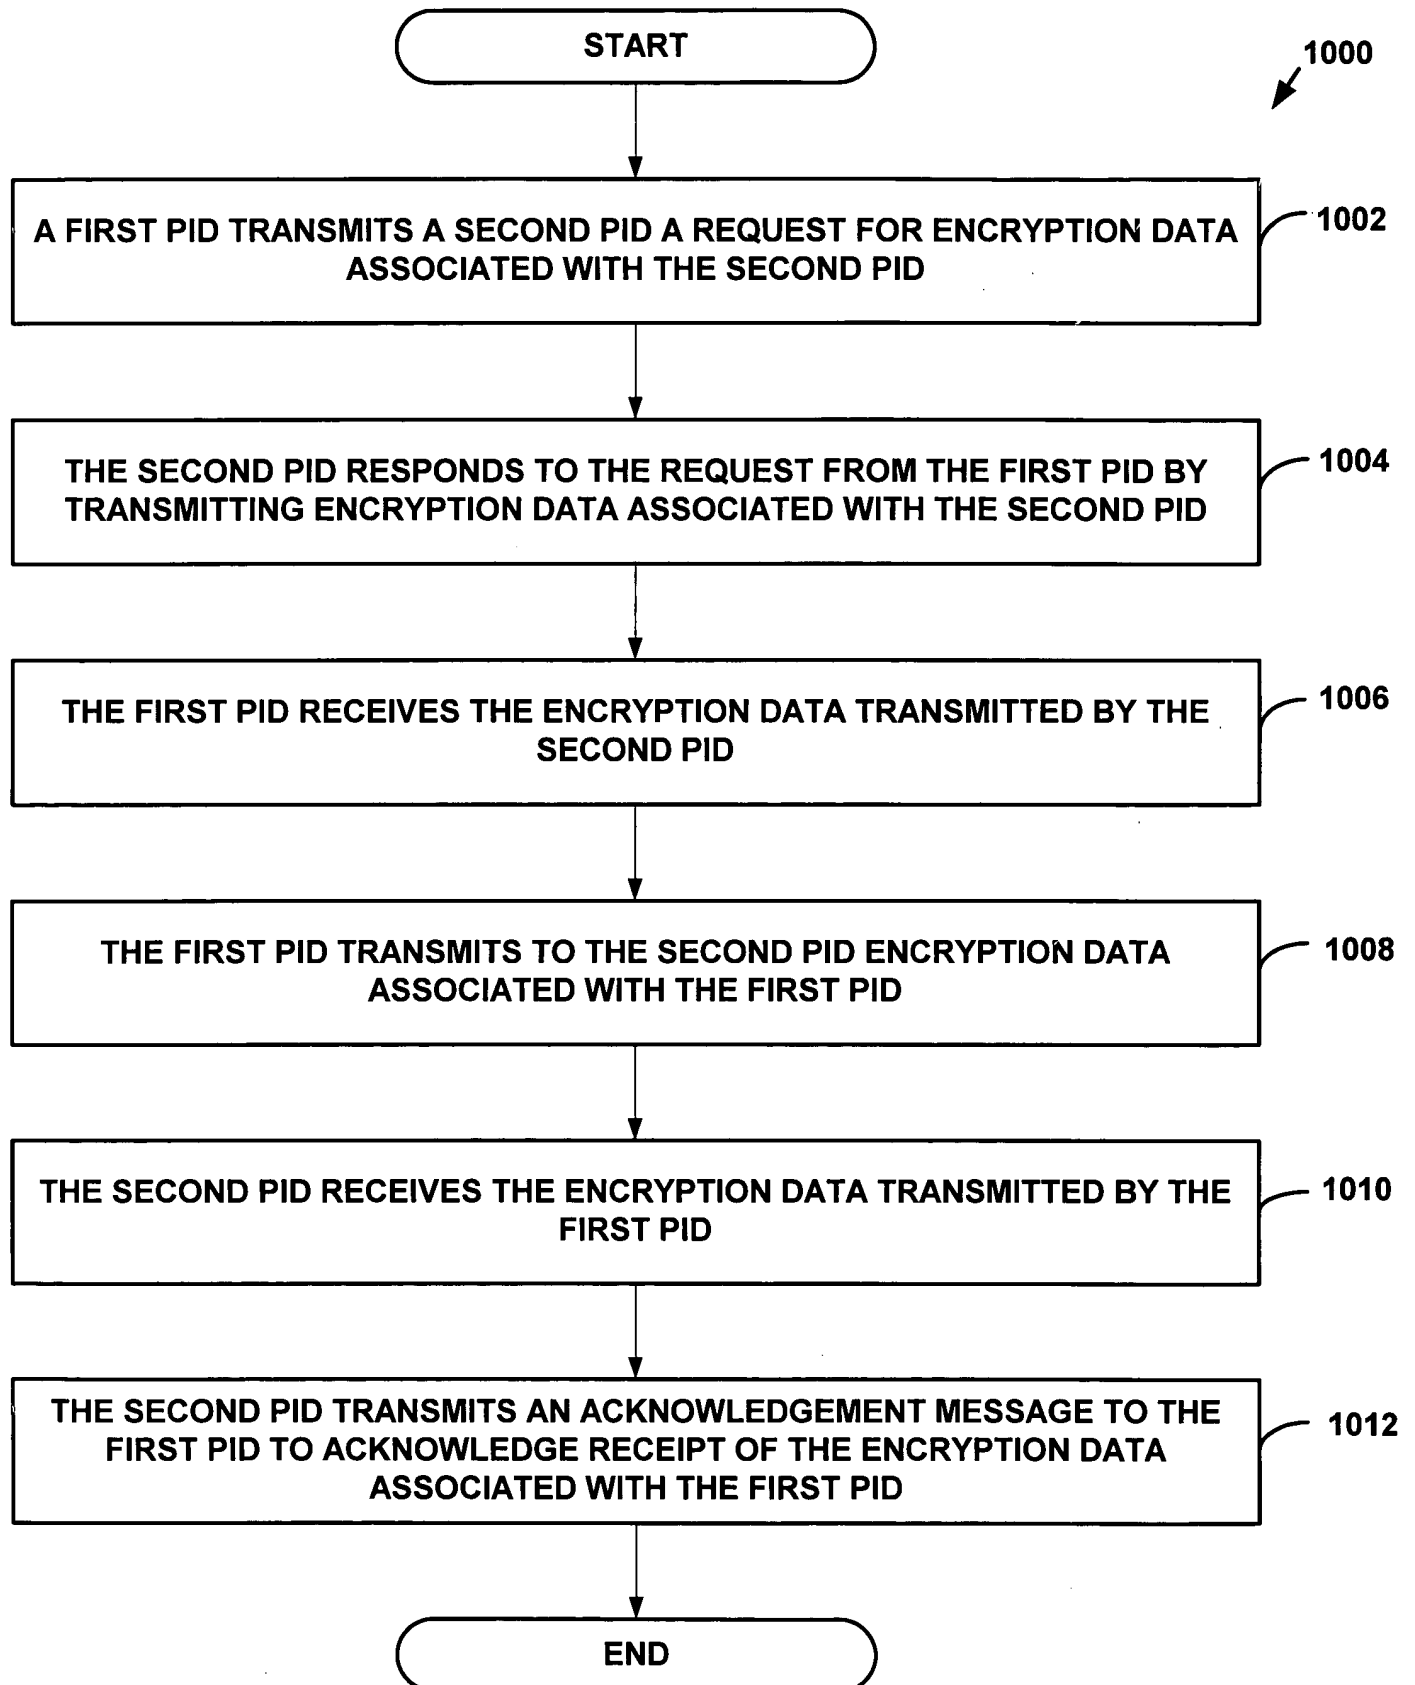 START
1000
A FIRST PID TRANSMITS A SECOND PID A REQUEST FOR ENCRYPTION DATA
ASSOCIATED WITH THE SECOND PID
1002
THE SECOND PID RESPONDS TO THE REQUEST FROM THE FIRST PID BY
TRANSMITTING ENCRYPTION DATA ASSOCIATED WITH THE SECOND PID
1004
THE FIRST PID RECEIVES THE ENCRYPTION DATA TRANSMITTED BY THE
SECOND PID
1006
THE FIRST PID TRANSMITS TO THE SECOND PID ENCRYPTION DATA
ASSOCIATED WITH THE FIRST PID
1008
THE SECOND PID RECEIVES THE ENCRYPTION DATA TRANSMITTED BY THE
FIRST PID
1010
THE SECOND PID TRANSMITS AN ACKNOWLEDGEMENT MESSAGE TO THE
FIRST PID TO ACKNOWLEDGE RECEIPT OF THE ENCRYPTION DATA
ASSOCIATED WITH THE FIRST PID
1012
END